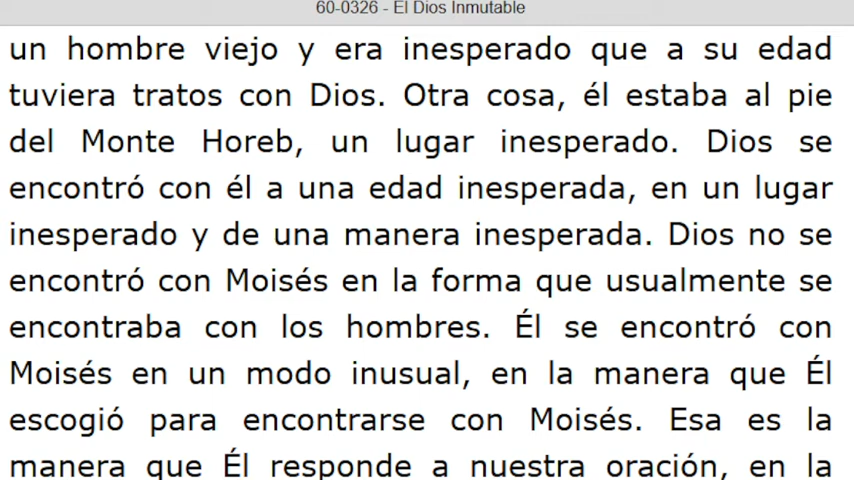 60-0326 - El Dios Inmutable
un hombre viejo y era inesperado que a su edad
tuviera tratos con Dios. Otra cosa, él estaba al pie
del Monte Horeb, un lugar inesperado. Dios se
encontró con él a una edad inesperada, en un lugar
inesperado y de una manera inesperada. Dios no se
encontró con Moisés en la forma que usualmente se
encontraba con los hombres. Él se encontró con
Moisés en un modo inusual, en la manera que Él
escogió para encontrarse con Moisés. Esa es la
manera que Él responde a nuestra oración, en la